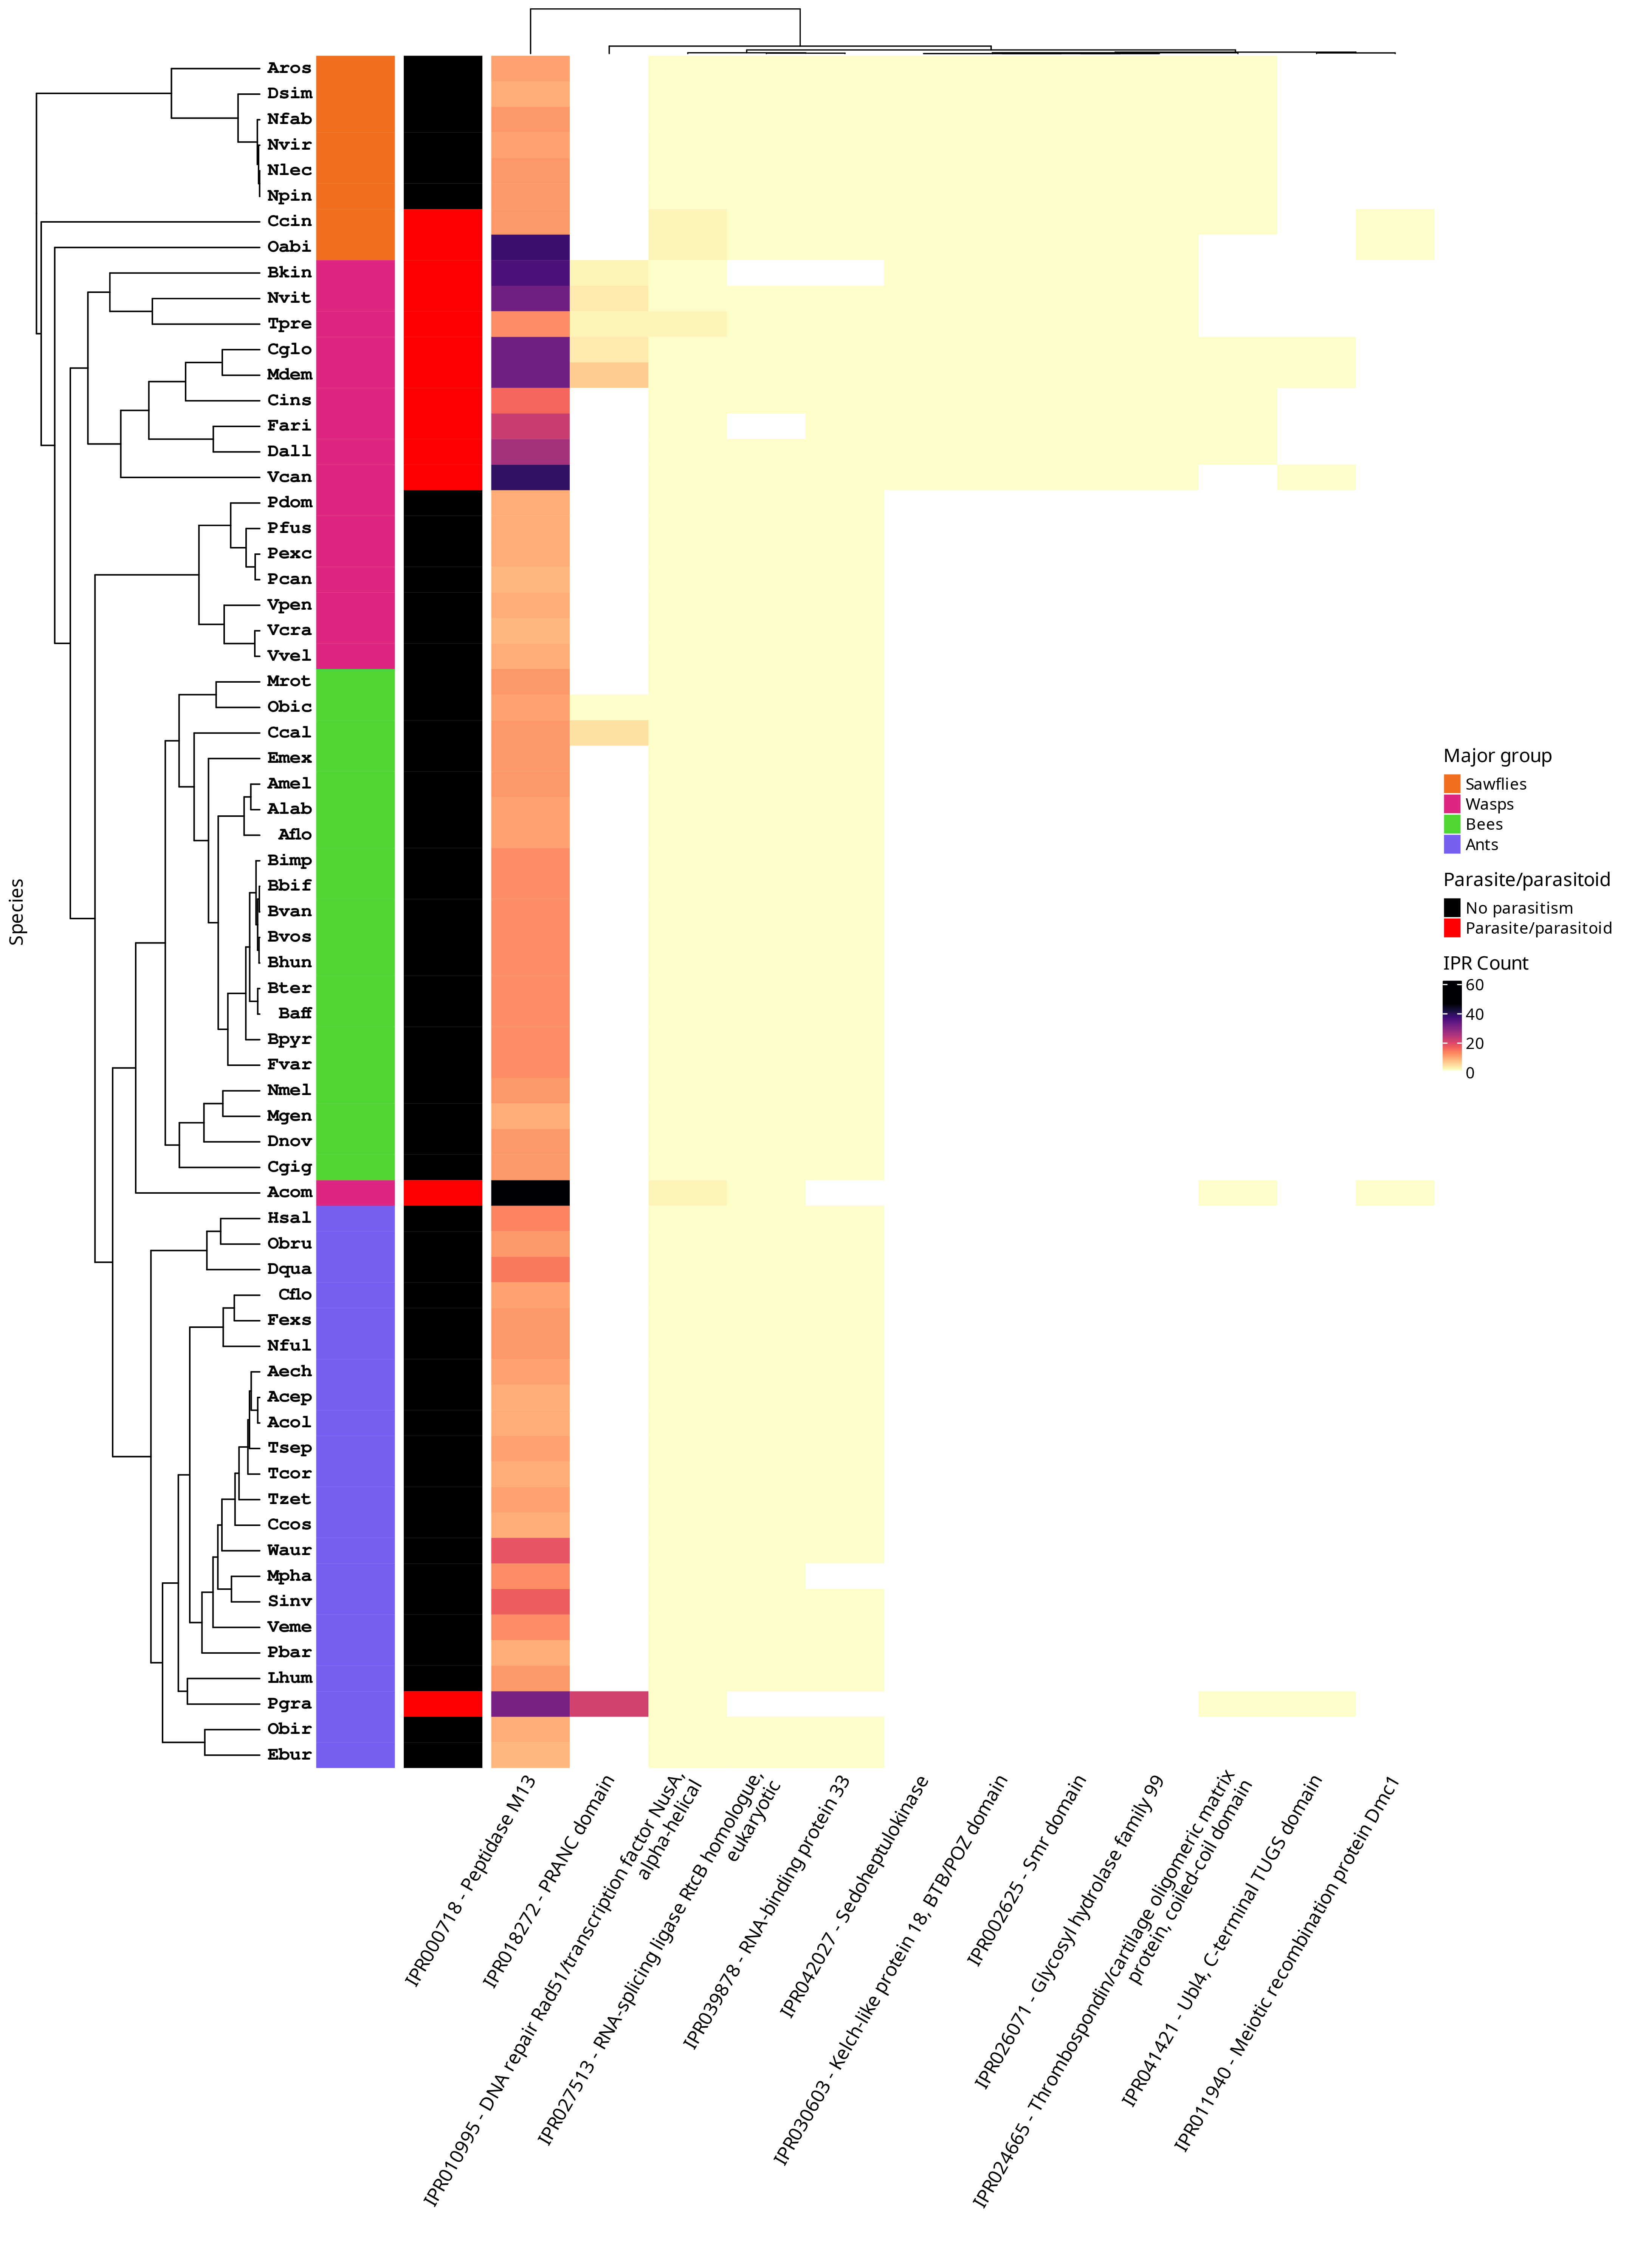 Species
Aros
Dsim
Nfab
Nvir
Nlec
Npin
Ccin
Oabi
Bkin
Nvit
Tpre
Cglo
Mdem
Cins
Fari
Dall
Vcan
Pdom
Pfus
Pexc
Pcan
Vpen
Vcra
Vvel
Mrot
Obic
Ccal
Emex
Amel
Alab
Aflo
Bimp
Bbif
Bvan
Bvos
Bhun
Bter
Baff
Bpyr
Fvar
Nmel
Mgen
Dnov
Cgig
Acom
Hsal
Obru
Dqua
Cflo
Fexs
Nful
Aech
Acep
Acol
Tsep
Tcor
Tzet
Ccos
Waur
Mpha
Sinv
Veme
Pbar
Lhum
Pgra
Obir
Ebur
IPR000718 - Peptidase M13
IPR018272 - PRANC domain
IPR010995 - DNA repair Rad51/transcription factor NusA,
alpha-helical
IPR027513 - RNA-splicing ligase RtcB homologue,
eukaryotic
IPR039878 - RNA-binding protein 33
IPR042027 - Sedoheptulokinase
IPR030603 - Kelch-like protein 18, BTB/POZ domain
IPR002625 - Smr domain
IPR026071 - Glycosyl hydrolase family 99
IPR024665 - Thrombospondin/cartilage oligomeric matrix
protein, coiled-coil domain
IPR041421 - Ubl4, C-terminal TUGS domain
IPR011940 - Meiotic recombination protein Dmc1
Major group
Sawflies
Wasps
Bees
Ants
Parasite/parasitoid
No parasitism
Parasite/parasitoid
IPR Count
60
40
20
0